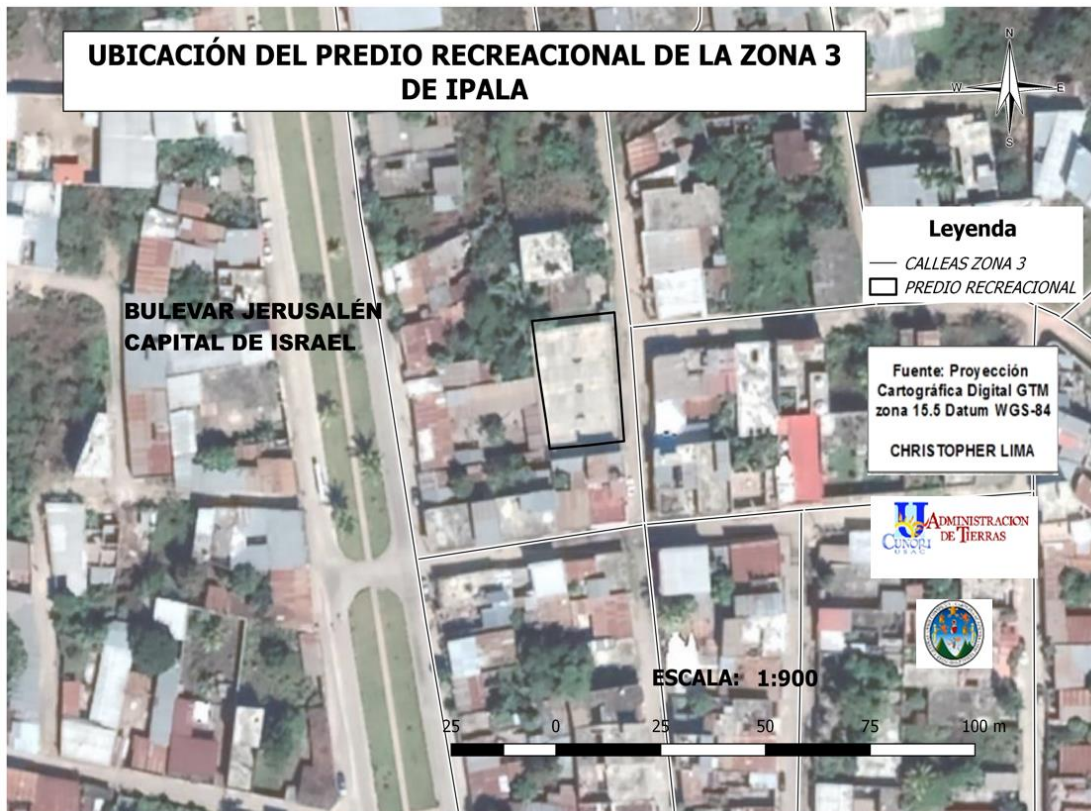 UBICACIÓN DEL PREDIO RECREACIONAL DE LA ZONA 3
DE IPALA
N
W
E
S
Leyenda
CALLEAS ZONA 3
PREDIO RECREACIONAL
BULEVAR JERUSALÉN
CAPITAL DE ISRAEL
Fuente: Proyección
Cartográfica Digital GTM
zona 15.5 Datum WGS-84
CHRISTOPHER LIMA
ADMINISTRACION
DE TIERRAS
CUNORI
USAC
ESCALA: 1:900
25 0 25 50 75 100 m